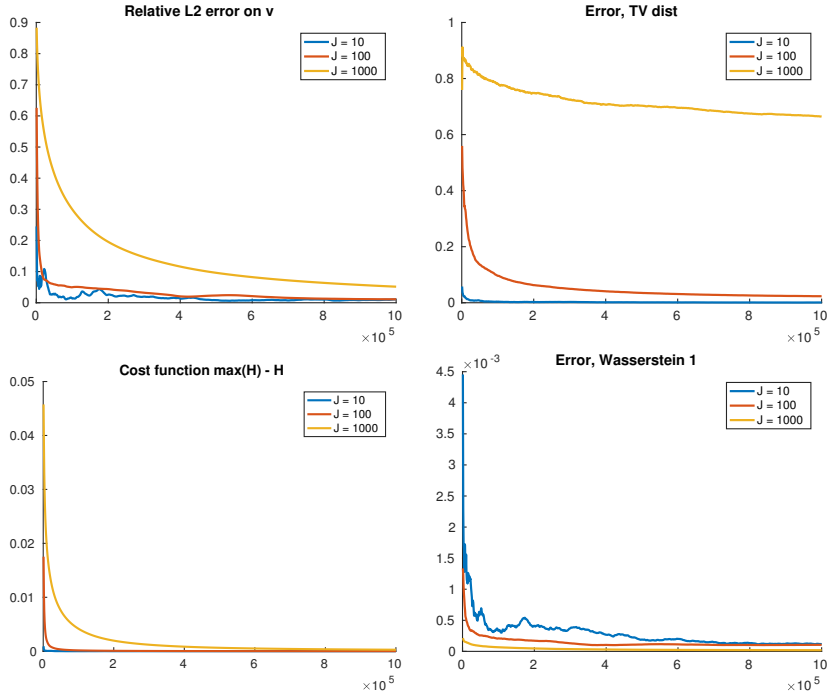 Relative L2 error on v
0.9
0.8
0.7
0.6
0.5
0.4
0.3
0.2
0.1
0
0 2 4 6 8 10
×10 5
J = 10
J = 100
J = 1000
Error, TV dist
1
0.8
0.6
0.4
0.2
0
0 2 4 6 8 10
×10 5
J = 10
J = 100
J = 1000
Cost function max(H) - H
0.05
0.04
0.03
0.02
0.01
0
0 2 4 6 8 10
×10 5
J = 10
J = 100
J = 1000
Error, Wasserstein 1
×10 -3
4.5
4
3.5
3
2.5
2
1.5
1
0.5
0
0 2 4 6 8 10
×10 5
J = 10
J = 100
J = 1000